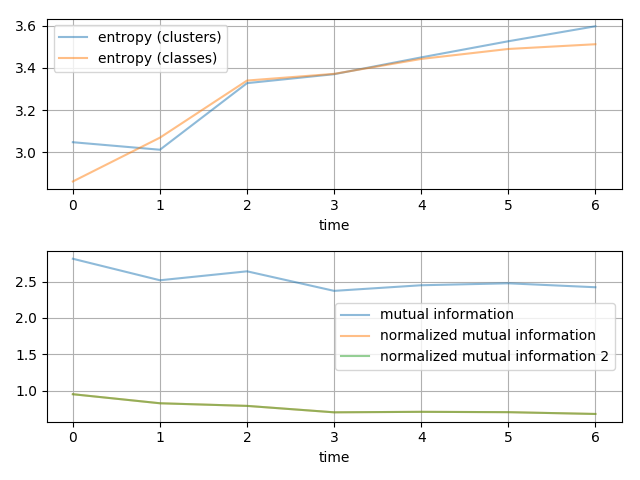 3.6
3.4
3.2
3.0
entropy (clusters)
entropy (classes)
0 1 2 3 4 5 6
time
2.5
2.0
1.5
1.0
mutual information
normalized mutual information
normalized mutual information 2
0 1 2 3 4 5 6
time